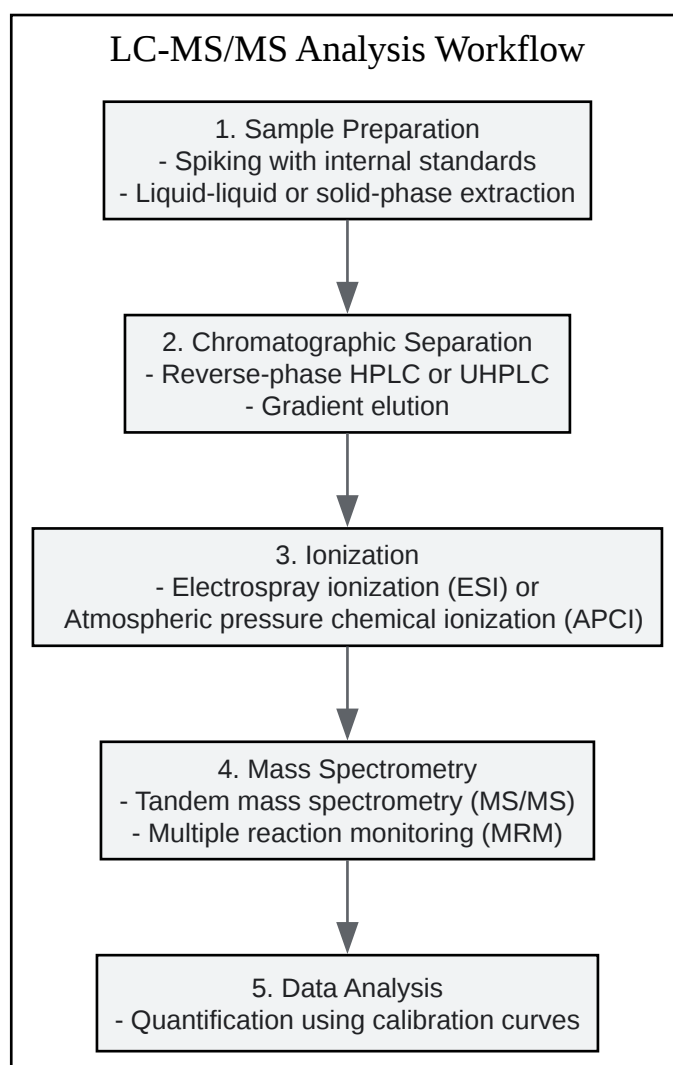 LC-MS/MS Analysis Workflow
1. Sample Preparation
- Spiking with internal standards
- Liquid-liquid or solid-phase extraction
2. Chromatographic Separation
- Reverse-phase HPLC or UHPLC
- Gradient elution
3. Ionization
- Electrospray ionization (ESI) or
Atmospheric pressure chemical ionization (APCI)
4. Mass Spectrometry
- Tandem mass spectrometry (MS/MS)
- Multiple reaction monitoring (MRM)
5. Data Analysis
- Quantification using calibration curves